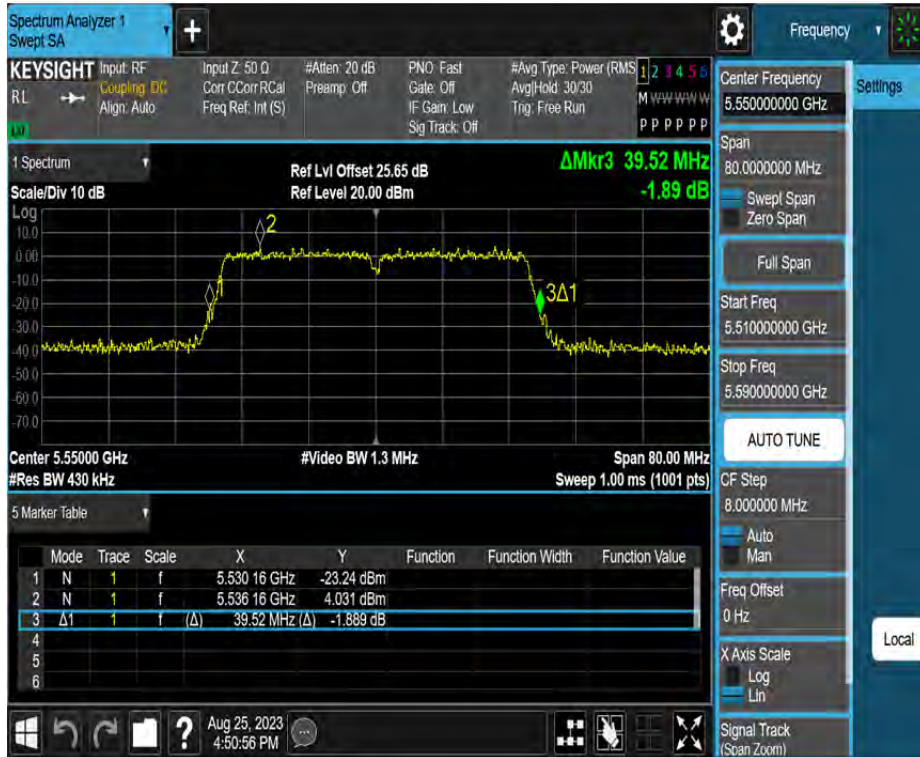 Spectrum Analyzer 1
Swept SA
Frequency
KEYSIGHT
RL
Input: RF
Coupling: DC
Align: Auto
Input Z: 50 Ω
Corr CCorr RCal
Freq Ref: Int (S)
#Atten: 20 dB
Preamp: Off
PNO: Fast
Gate: Off
IF Gain: Low
Sig Track: Off
#Avg Type: Power (RMS
Avg|Hold: 30/30
Trig: Free Run
1 2 3 4 5 6
M W W W W W
P P P P P P
1 Spectrum
Scale/Div 10 dB
Ref Lvl Offset 25.65 dB
Ref Level 20.00 dBm
ΔMkr3 39.52 MHz
-1.89 dB
Log
10.0
0.00
-10.0
-20.0
-30.0
-40.0
-50.0
-60.0
-70.0
2
3Δ1
Center 5.55000 GHz
#Video BW 1.3 MHz
Span 80.00 MHz
#Res BW 430 kHz
Sweep 1.00 ms (1001 pts)
5 Marker Table
Mode Trace Scale X Y Function Function Width Function Value
1 N 1 f 5.530 16 GHz -23.24 dBm
2 N 1 f 5.536 16 GHz 4.031 dBm
3 Δ1 1 f (Δ) 39.52 MHz (Δ) -1.889 dB
4
5
6
Aug 25, 2023
4:50:56 PM
Center Frequency
5.550000000 GHz
Span
80.0000000 MHz
Swept Span
Zero Span
Full Span
Start Freq
5.510000000 GHz
Stop Freq
5.590000000 GHz
AUTO TUNE
CF Step
8.000000 MHz
Auto
Man
Freq Offset
0 Hz
X Axis Scale
Log
Lin
Signal Track
(Span Zoom)
Settings
Local